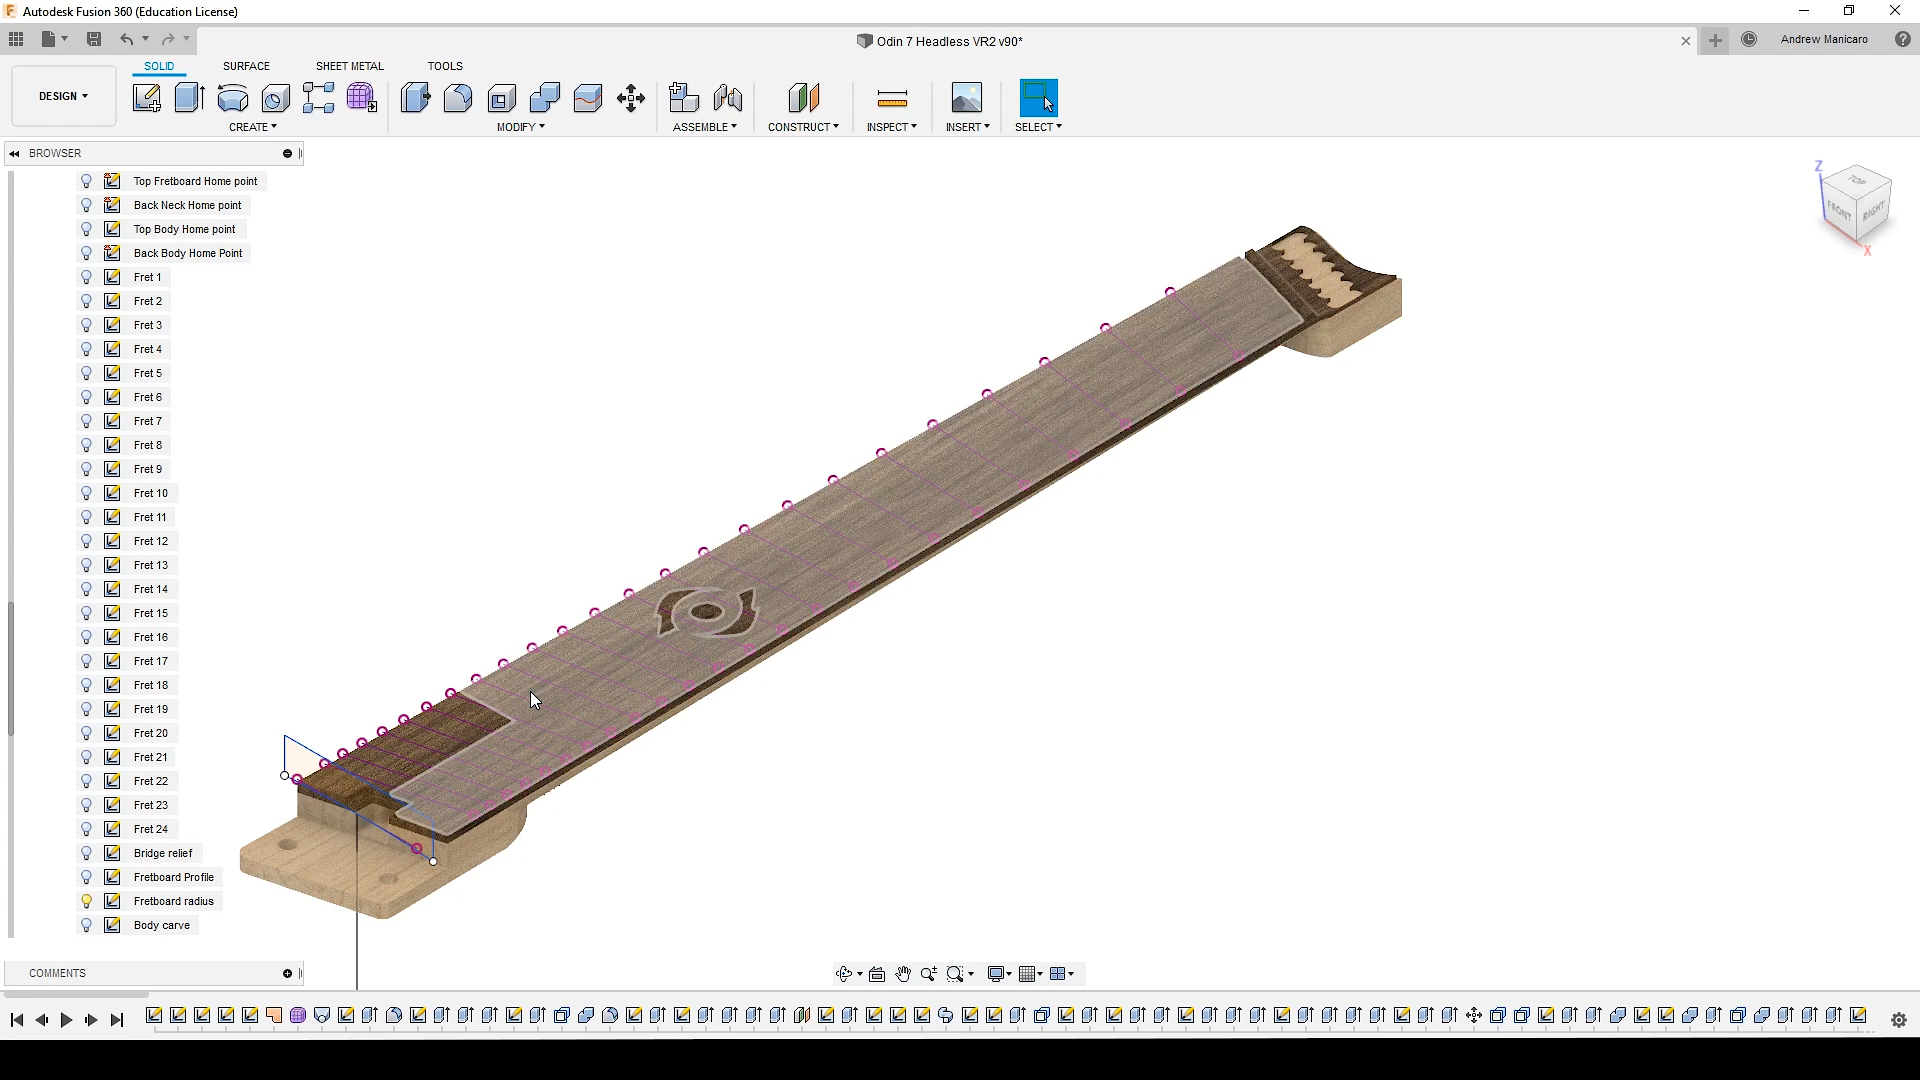 Autodesk Fusion 360 (Education License)
Odin 7 Headless VR2 v90*
Andrew Manicaro
SOLID SURFACE SHEET METAL TOOLS
DESIGN
CREATE MODIFY ASSEMBLE CONSTRUCT INSPECT INSERT SELECT
BROWSER
Top Fretboard Home point
Back Neck Home point
Top Body Home point
Back Body Home Point
Fret 1
Fret 2
Fret 3
Fret 4
Fret 5
Fret 6
Fret 7
Fret 8
Fret 9
Fret 10
Fret 11
Fret 12
Fret 13
Fret 14
Fret 15
Fret 16
Fret 17
Fret 18
Fret 19
Fret 20
Fret 21
Fret 22
Fret 23
Fret 24
Bridge relief
Fretboard Profile
Fretboard radius
Body carve
COMMENTS
Z
TOP
FRONT
RIGHT
X